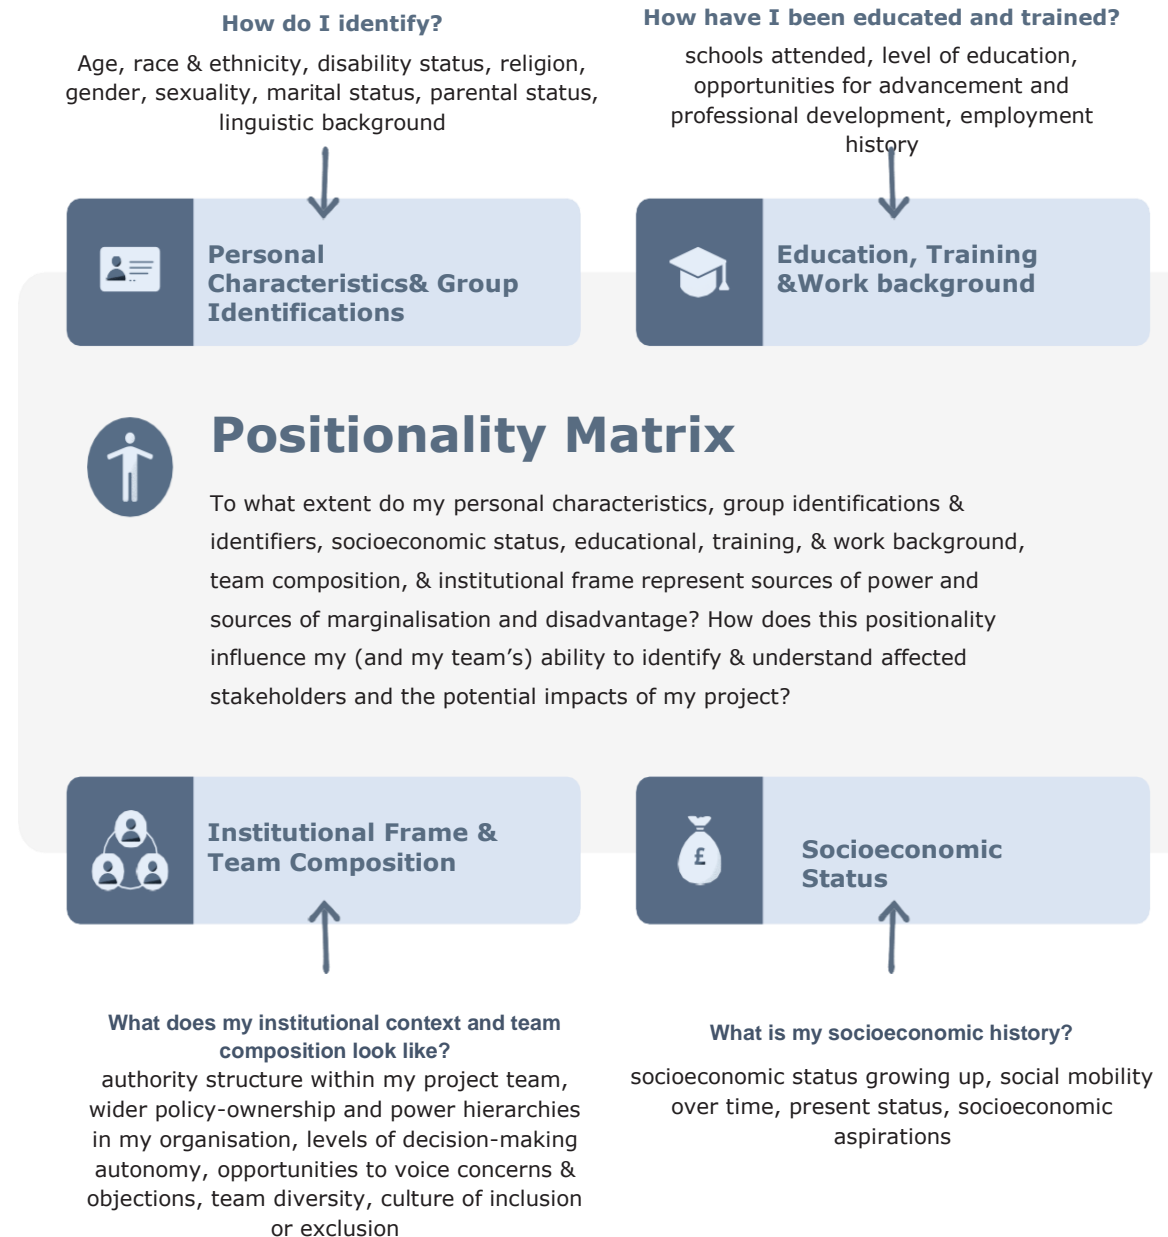 How do I identify?
Age, race & ethnicity, disability status, religion,
gender, sexuality, marital status, parental status,
linguistic background
How have I been educated and trained?
schools attended, level of education,
opportunities for advancement and
professional development, employment
history
Personal
Characteristics& Group
Identifications
Education, Training
&Work background
Positionality Matrix
To what extent do my personal characteristics, group identifications &
identifiers, socioeconomic status, educational, training, & work background,
team composition, & institutional frame represent sources of power and
sources of marginalisation and disadvantage? How does this positionality
influence my (and my team’s) ability to identify & understand affected
stakeholders and the potential impacts of my project?
Institutional Frame &
Team Composition
£
Socioeconomic
Status
What does my institutional context and team
composition look like?
authority structure within my project team,
wider policy-ownership and power hierarchies
in my organisation, levels of decision-making
autonomy, opportunities to voice concerns &
objections, team diversity, culture of inclusion
or exclusion
What is my socioeconomic history?
socioeconomic status growing up, social mobility
over time, present status, socioeconomic
aspirations